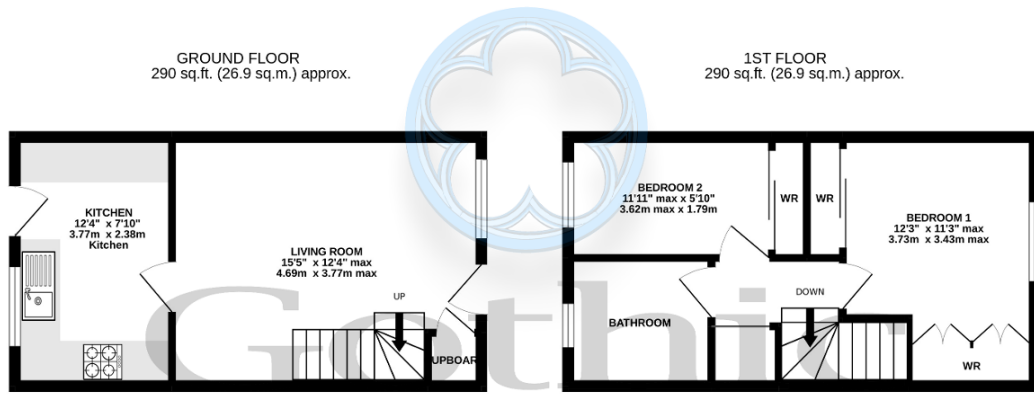 GROUND FLOOR
290 sq.ft. (26.9 sq.m.) approx.
1ST FLOOR
290 sq.ft. (26.9 sq.m.) approx.
KITCHEN
12'4" x 7'10"
3.77m x 2.38m
Kitchen
LIVING ROOM
15'5" x 12'4" max
4.69m x 3.77m max
UP
UPBOAR
BEDROOM 2
11'11" max x 5'10"
3.62m max x 1.79m
WR
WR
BEDROOM 1
12'3" x 11'3" max
3.73m x 3.43m max
DOWN
BATHROOM
WR
Gothic